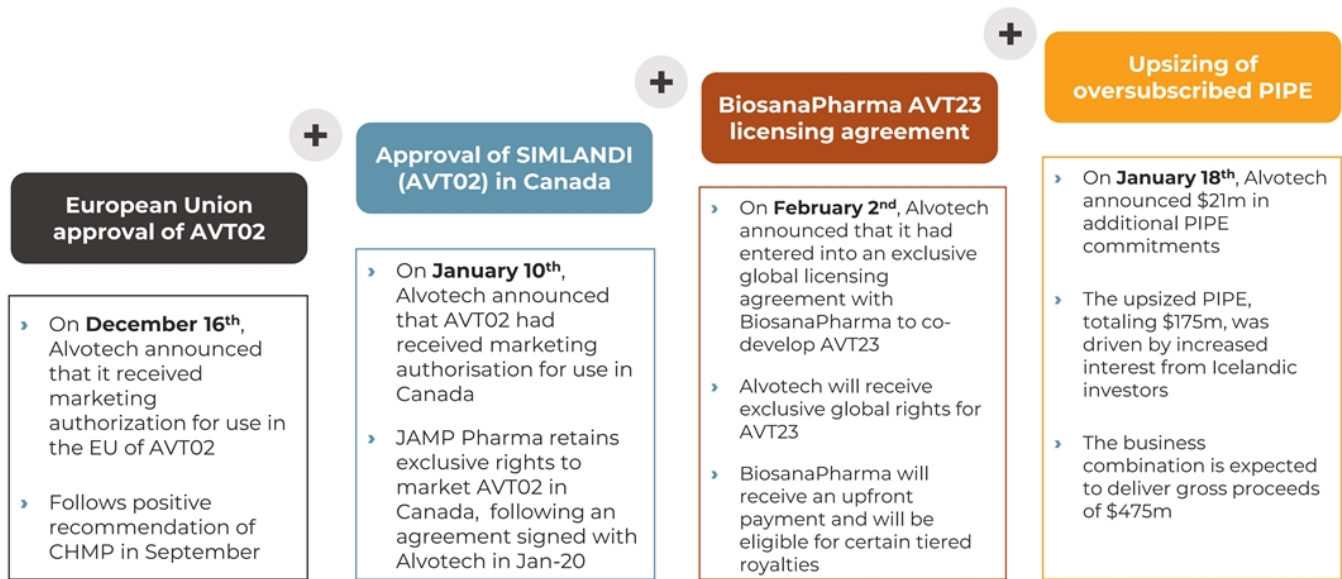 European Union
approval of AVT02
› On December 16th,
Alvotech announced
that it received
marketing
authorization for use in
the EU of AVT02
› Follows positive
recommendation of
CHMP in September
+
Approval of SIMLANDI
(AVT02) in Canada
› On January 10th,
Alvotech announced
that AVT02 had
received marketing
authorisation for use in
Canada
› JAMP Pharma retains
exclusive rights to
market AVT02 in
Canada, following an
agreement signed with
Alvotech in Jan-20
+
BiosanaPharma AVT23
licensing agreement
› On February 2nd, Alvotech
announced that it had
entered into an exclusive
global licensing
agreement with
BiosanaPharma to co-
develop AVT23
› Alvotech will receive
exclusive global rights for
AVT23
› BiosanaPharma will
receive an upfront
payment and will be
eligible for certain tiered
royalties
+
Upsizing of
oversubscribed PIPE
› On January 18th, Alvotech
announced $21m in
additional PIPE
commitments
› The upsized PIPE,
totaling $175m, was
driven by increased
interest from Icelandic
investors
› The business
combination is expected
to deliver gross proceeds
of $475m